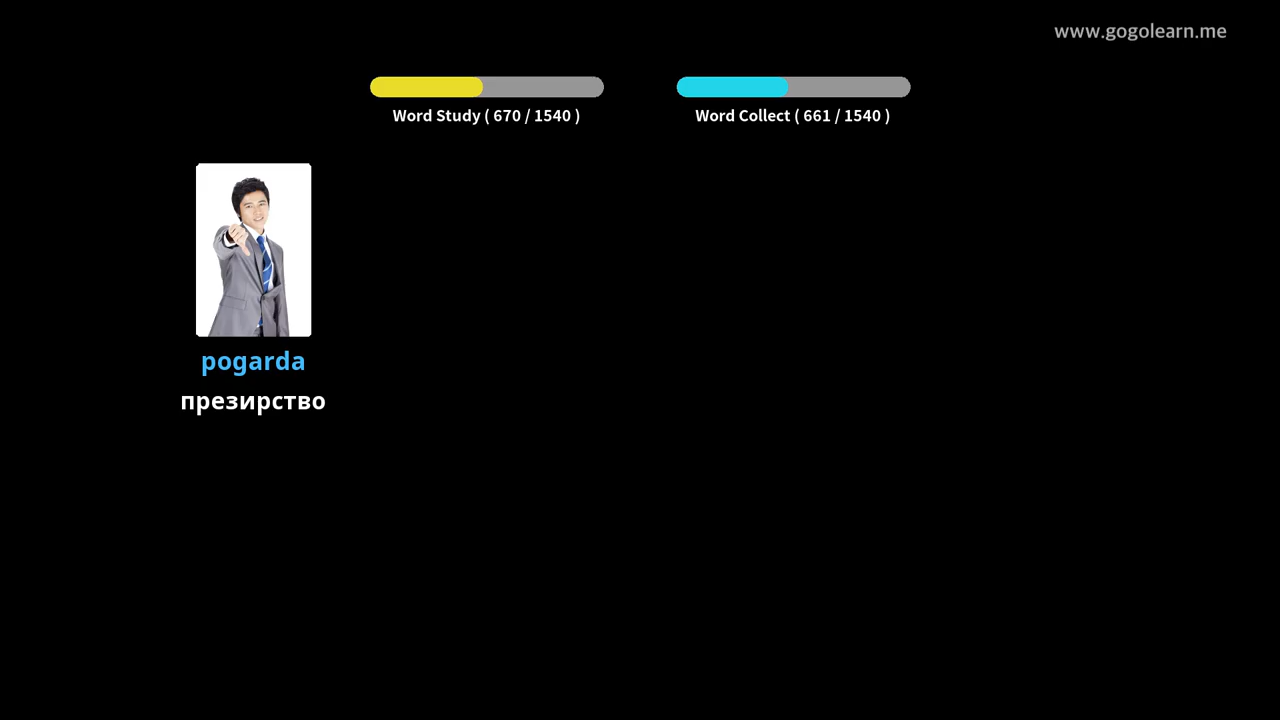 www.gogolearn.me
Word Study ( 670 / 1540 )
Word Collect ( 661 / 1540 )
pogarda
презирство